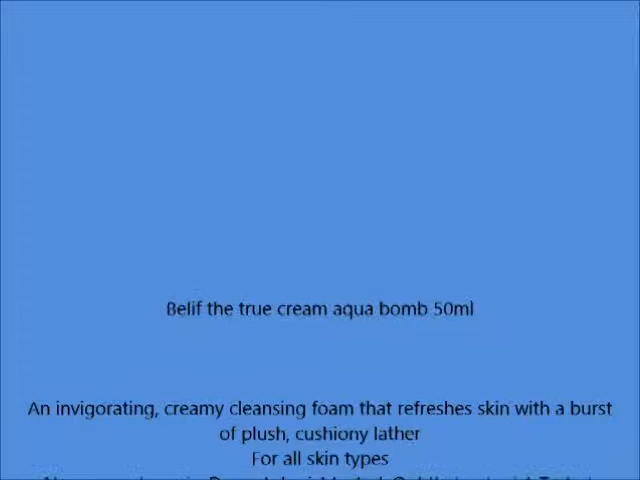 Belif the true cream aqua bomb 50ml
An invigorating, creamy cleansing foam that refreshes skin with a burst
of plush, cushiony lather
For all skin types